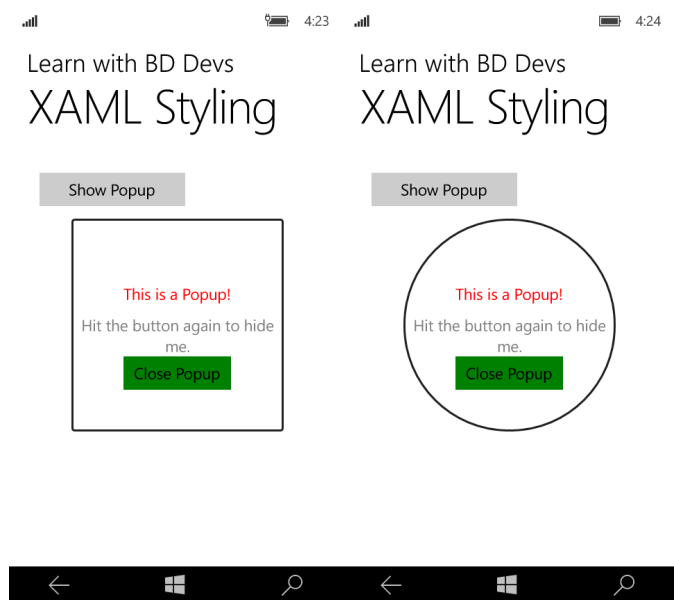 4:23
Learn with BD Devs
XAML Styling
Show Popup
This is a Popup!
Hit the button again to hide
me.
Close Popup
4:24
Learn with BD Devs
XAML Styling
Show Popup
This is a Popup!
Hit the button again to hide
me.
Close Popup